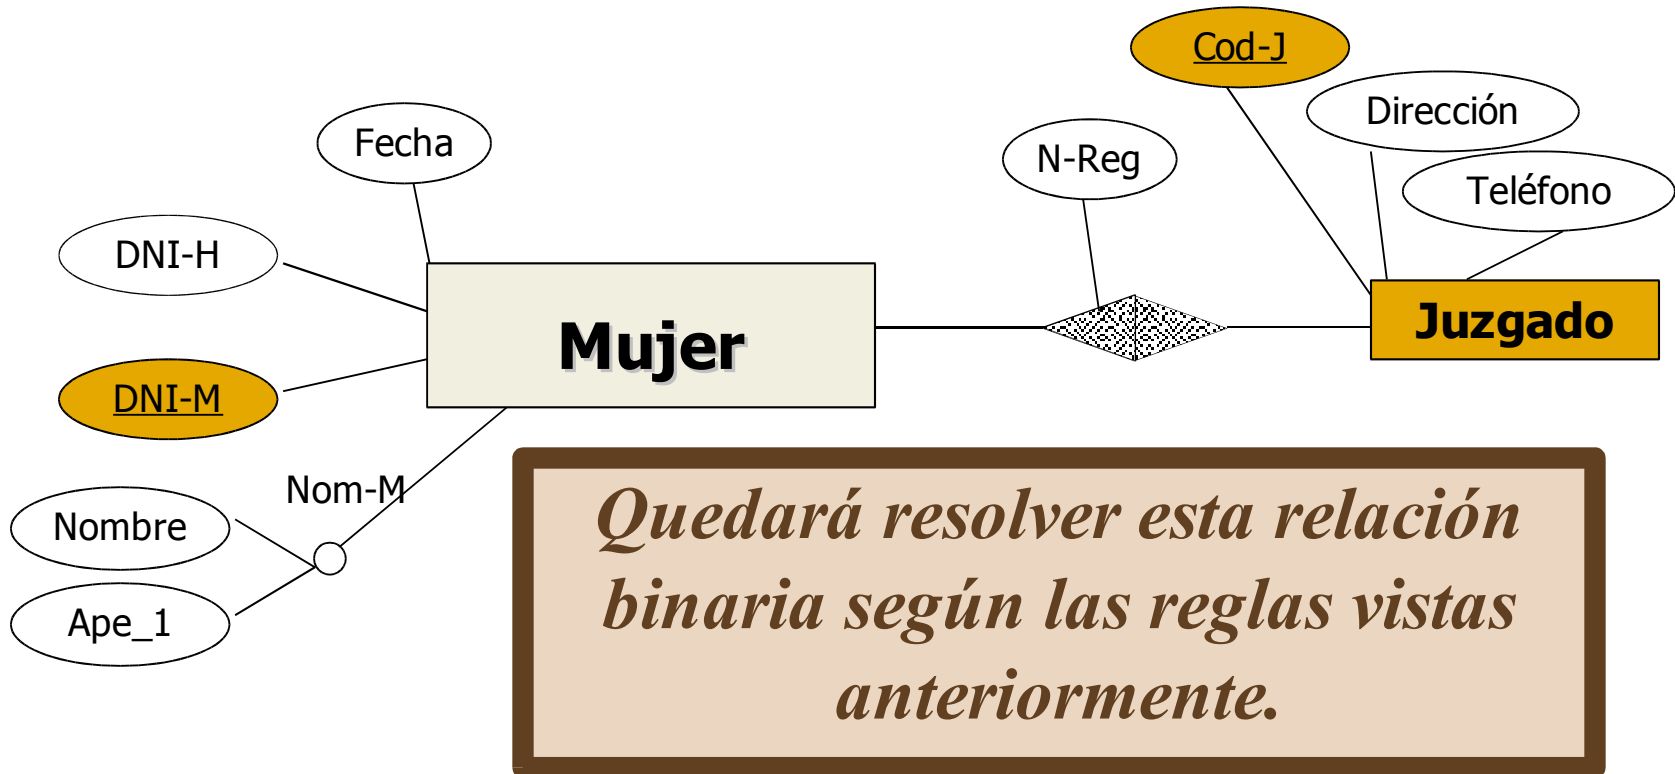 Cod-J
Dirección
Fecha
N-Reg
Teléfono
DNI-H
Mujer
Juzgado
DNI-M
Nom-M
Nombre
Ape_1
Quedará resolver esta relación
binaria según las reglas vistas
anteriormente.